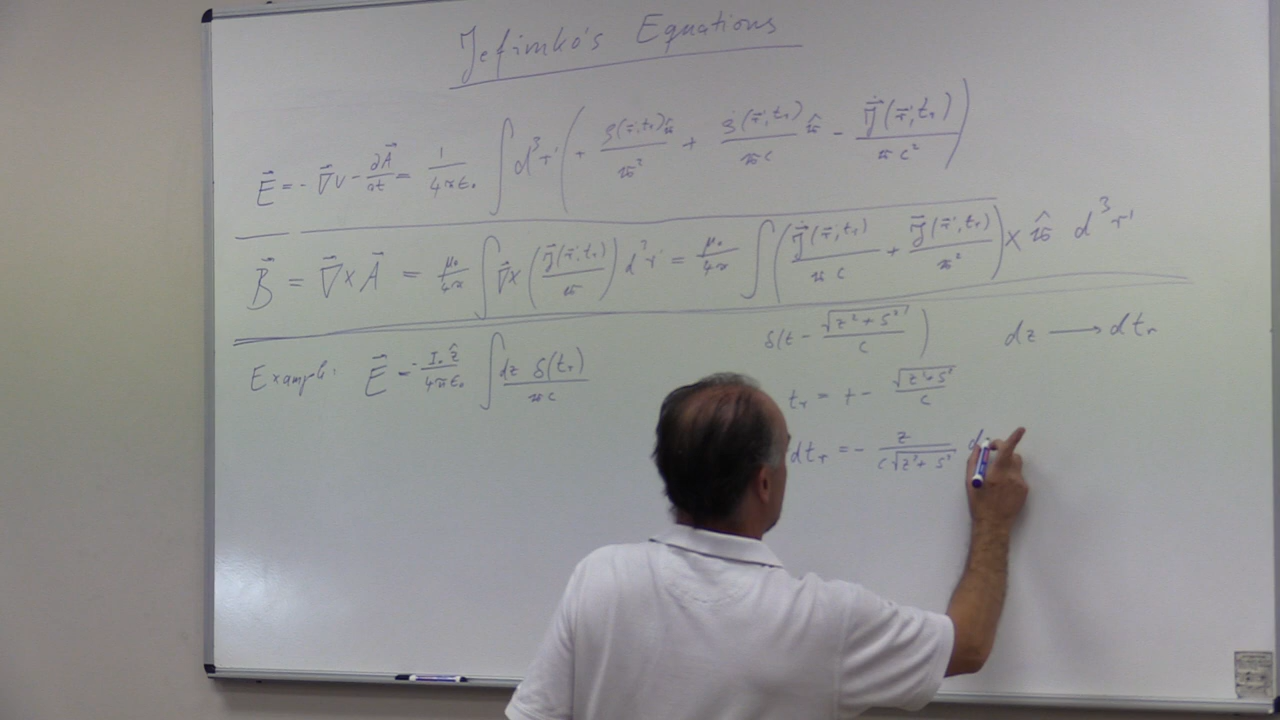 Jefimko's Equations
E⃗ = - ∇⃗V - ∂A⃗/∂t = 1/4πε₀ ∫ d³r' ( + ρ(r⃗',tᵣ)𝓇̂/𝓇² + ρ̇(r⃗',tᵣ)/𝓇c 𝓇̂ - J⃗̇(r⃗',tᵣ)/𝓇c² )
B⃗ = ∇⃗ × A⃗ = μ₀/4π ∫ ∇⃗ × ( J⃗(r⃗',tᵣ)/𝓇 ) d³r' = μ₀/4π ∫ ( J⃗̇(r⃗',tᵣ)/𝓇c + J⃗(r⃗',tᵣ)/𝓇² ) × 𝓇̂ d³r'
Example: E⃗ = - I₀ẑ/4πε₀ ∫ dz δ(tᵣ)/𝓇c
δ(t - √(z² + s²)/c )
dz → dtᵣ
tᵣ = t - √(z²+s²)/c
dtᵣ = - z/c√(z²+s²) d